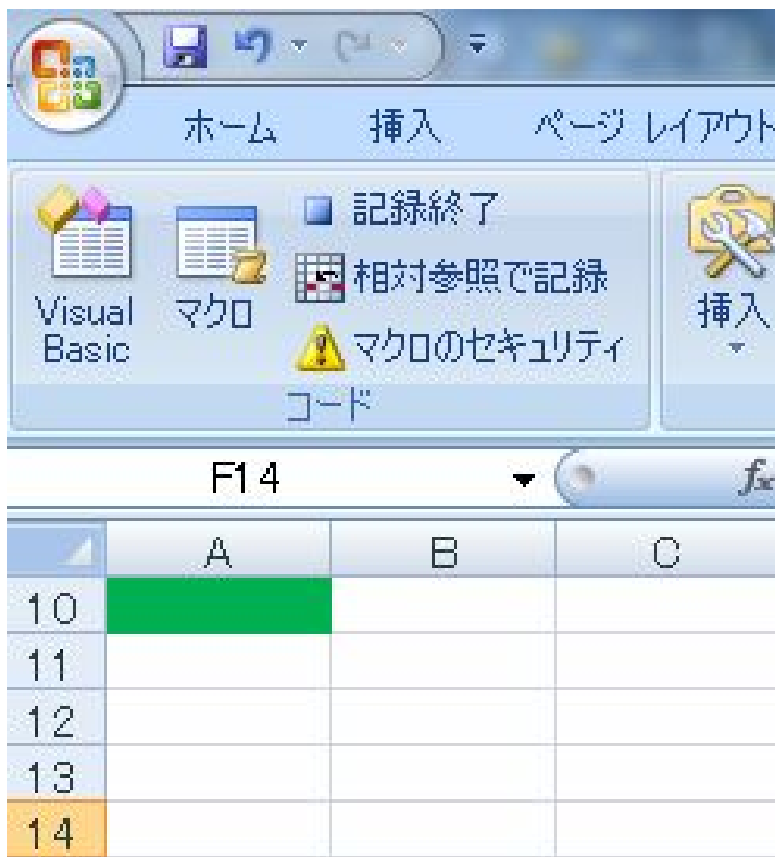 ホーム 挿入 ページ レイアウト
記録終了
相対参照で記録
マクロのセキュリティ
Visual Basic
マクロ
挿入
コード
F14
fx
A B C
10
11
12
13
14